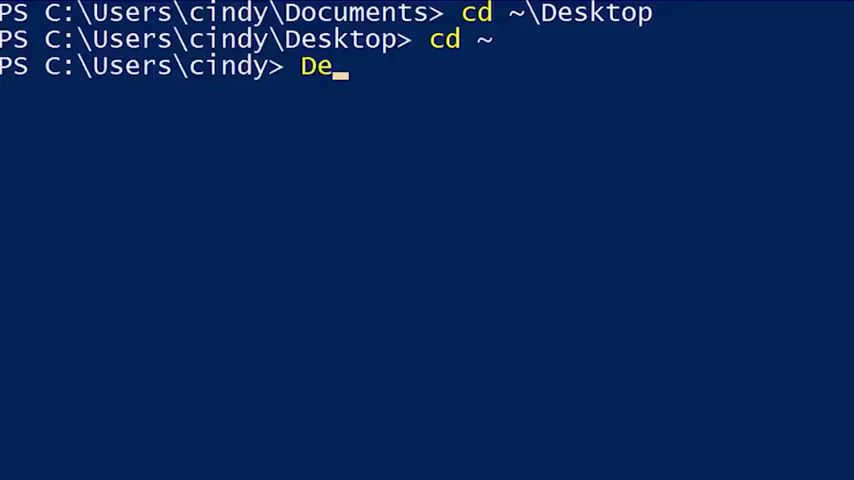 PS C:\Users\cindy\Documents> cd ~\Desktop
PS C:\Users\cindy\Desktop> cd ~
PS C:\Users\cindy> De